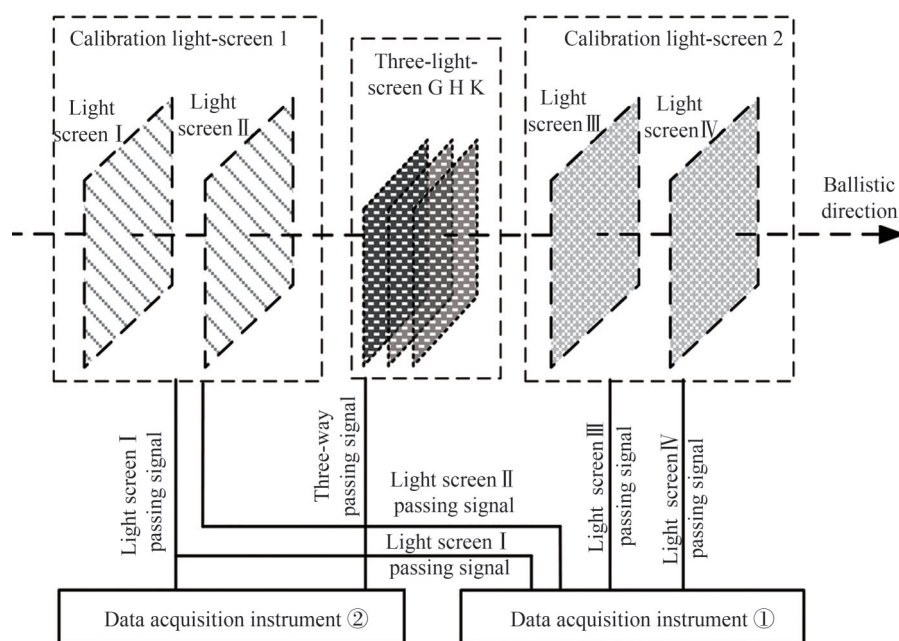 Calibration light-screen 1
Light
screen Ⅰ
Light
screen Ⅱ
Three-light-
screen G H K
Calibration light-screen 2
Light
screen Ⅲ
Light
screen Ⅳ
Ballistic
direction
Light screen Ⅰ
passing signal
Three-way
passing signal
Light screen Ⅱ
passing signal
Light screen Ⅰ
passing signal
Light screen Ⅲ
passing signal
Light screen Ⅳ
passing signal
Data acquisition instrument ②
Data acquisition instrument ①